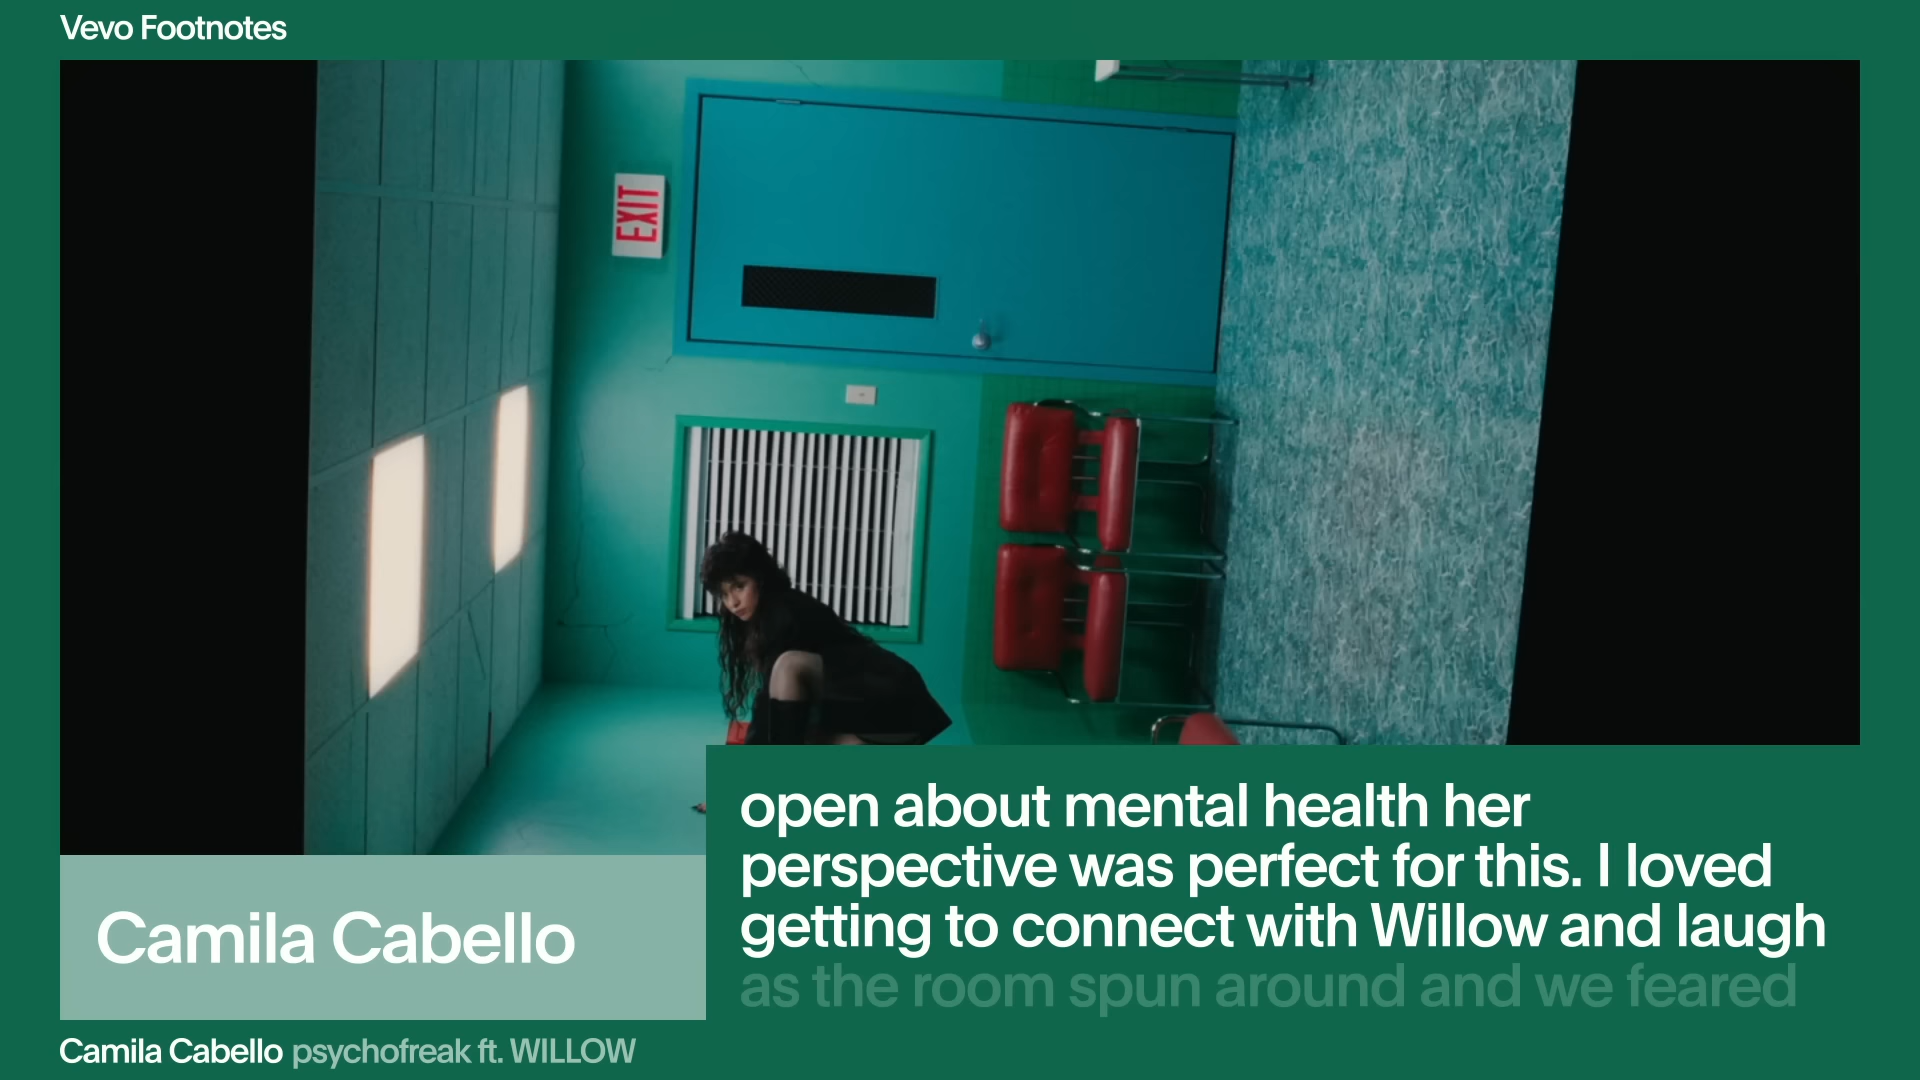 Vevo Footnotes
EXIT
open about mental health her
perspective was perfect for this. I loved
getting to connect with Willow and laugh
as the room spun around and we feared
Camila Cabello
Camila Cabello psychofreak ft. WILLOW